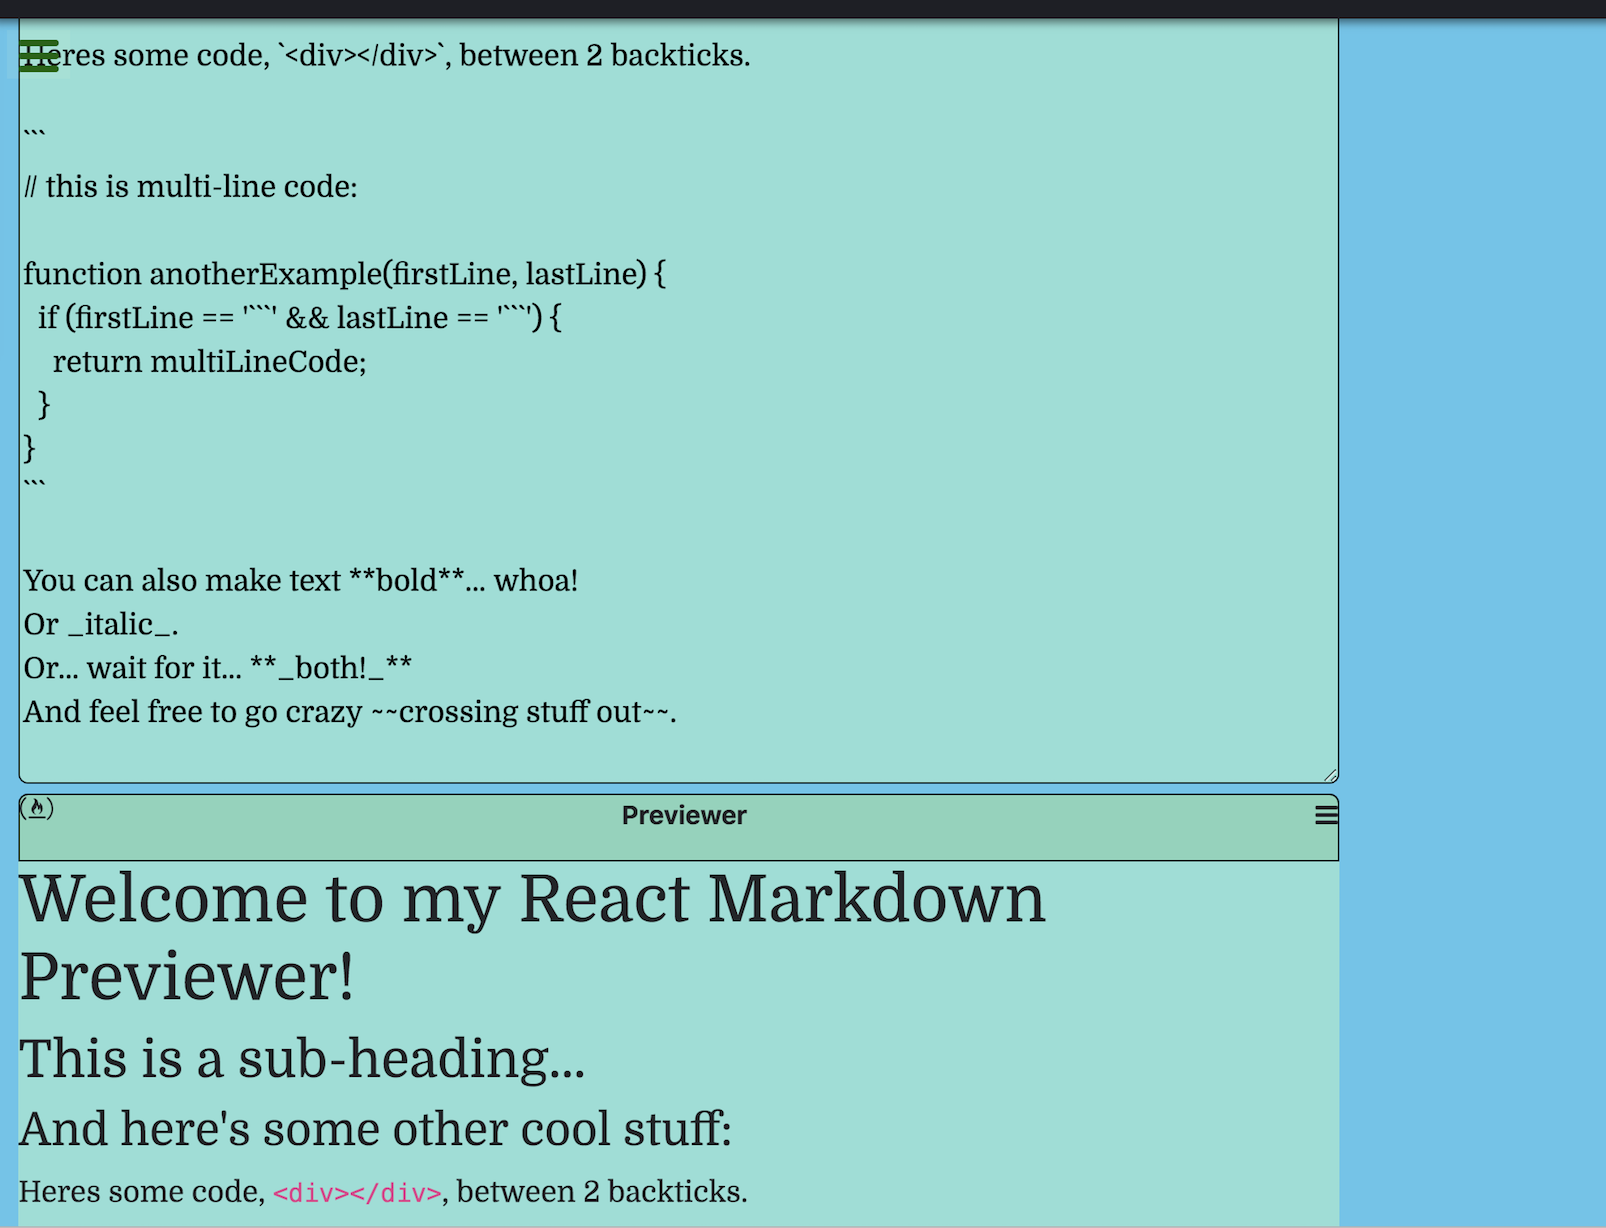 Heres some code, `<div></div>`, between 2 backticks.
```
// this is multi-line code:
function anotherExample(firstLine, lastLine) {
  if (firstLine == '```' && lastLine == '```') {
    return multiLineCode;
  }
}
```
You can also make text **bold**... whoa!
Or _italic_.
Or... wait for it... **_both!_**
And feel free to go crazy ~~crossing stuff out~~.
Previewer
Welcome to my React Markdown
Previewer!
This is a sub-heading...
And here's some other cool stuff:
Heres some code, <div></div>, between 2 backticks.